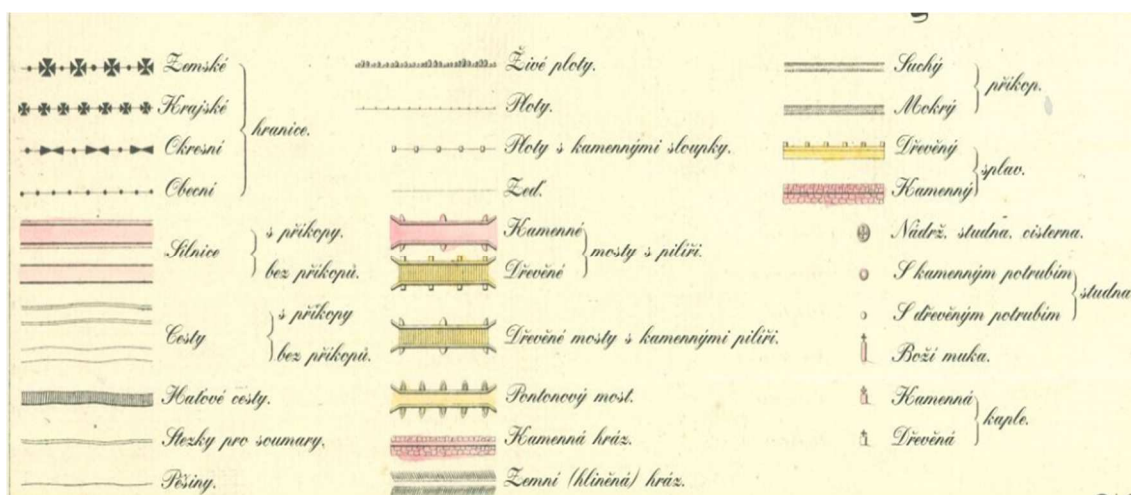 Zemské
Krajské
Okresní
Obecní
hranice.
Silnice
s příkopy.
bez příkopů.
Cesty
s příkopy
bez příkopů.
Haťové cesty.
Stezky pro soumary.
Pěšiny.
Živé ploty.
Ploty.
Ploty s kamennými sloupky.
Zeď.
Kamenné
Dřevěné
mosty s pilíři.
Dřevěné mosty s kamennými pilíři.
Pontonový most.
Kamenná hráz.
Zemní (hliněná) hráz.
Suchý
Mokrý
příkop.
Dřevěný
Kamenný
splav.
Nádrž. studna. cisterna.
S kamenným potrubím
S dřevěným potrubím
studna
Boží muka.
Kamenná
Dřevěná
kaple.